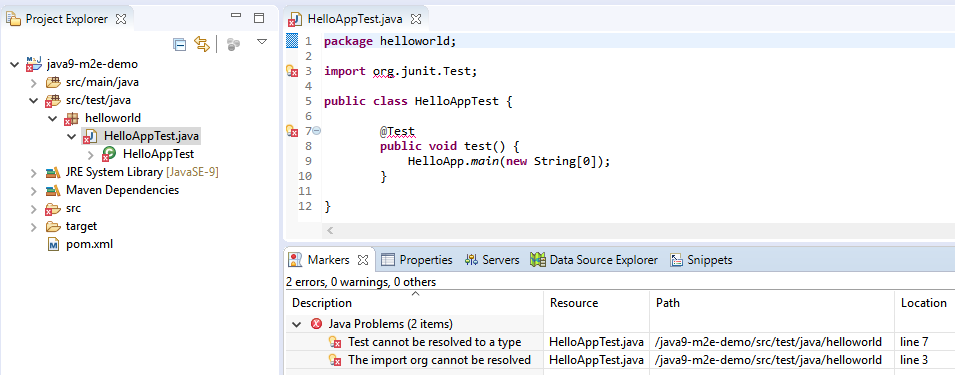 Project Explorer
java9-m2e-demo
src/main/java
src/test/java
helloworld
HelloAppTest.java
HelloAppTest
JRE System Library [JavaSE-9]
Maven Dependencies
src
target
pom.xml
HelloAppTest.java
1 package helloworld;
2
3 import org.junit.Test;
4
5 public class HelloAppTest {
6
7 @Test
8 public void test() {
9 HelloApp.main(new String[0]);
10 }
11
12 }
Markers Properties Servers Data Source Explorer Snippets
2 errors, 0 warnings, 0 others
Description Resource Path Location
Java Problems (2 items)
Test cannot be resolved to a type HelloAppTest.java /java9-m2e-demo/src/test/java/helloworld line 7
The import org cannot be resolved HelloAppTest.java /java9-m2e-demo/src/test/java/helloworld line 3